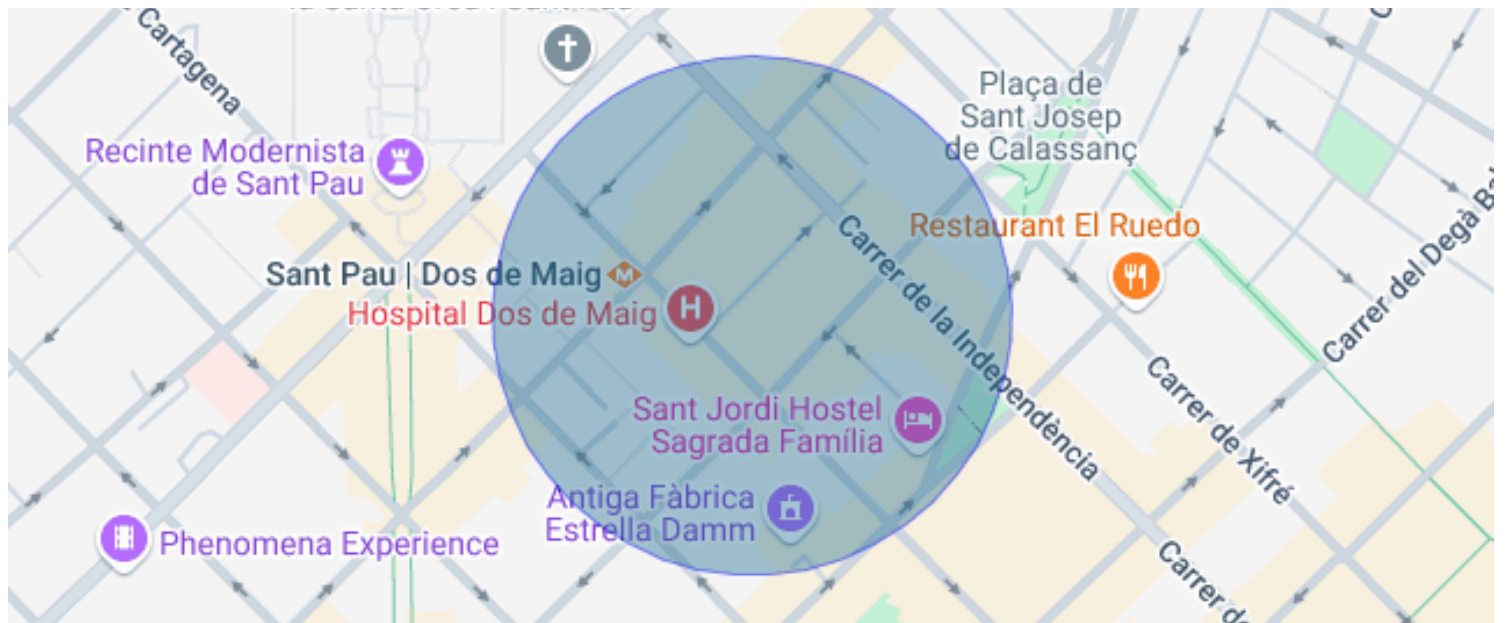 Cartagena
Plaça de
Sant Josep
de Calassanç
Recinte Modernista
de Sant Pau
Restaurant El Ruedo
Sant Pau | Dos de Maig
M
Hospital Dos de Maig
H
Carrer de la Independència
Carrer del Degà
Carrer de Xifré
Sant Jordi Hostel
Sagrada Família
Antiga Fàbrica
Estrella Damm
Phenomena Experience
Carrer de